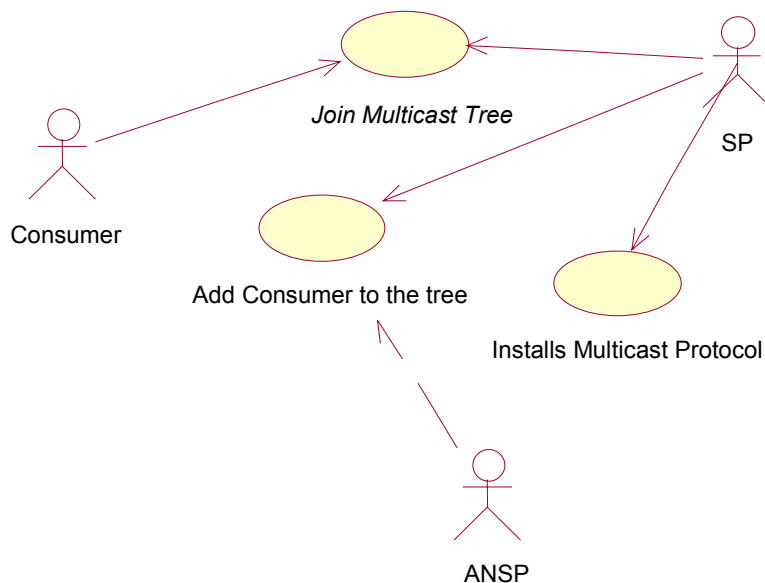 Join Multicast Tree
SP
Consumer
Add Consumer to the tree
Installs Multicast Protocol
ANSP